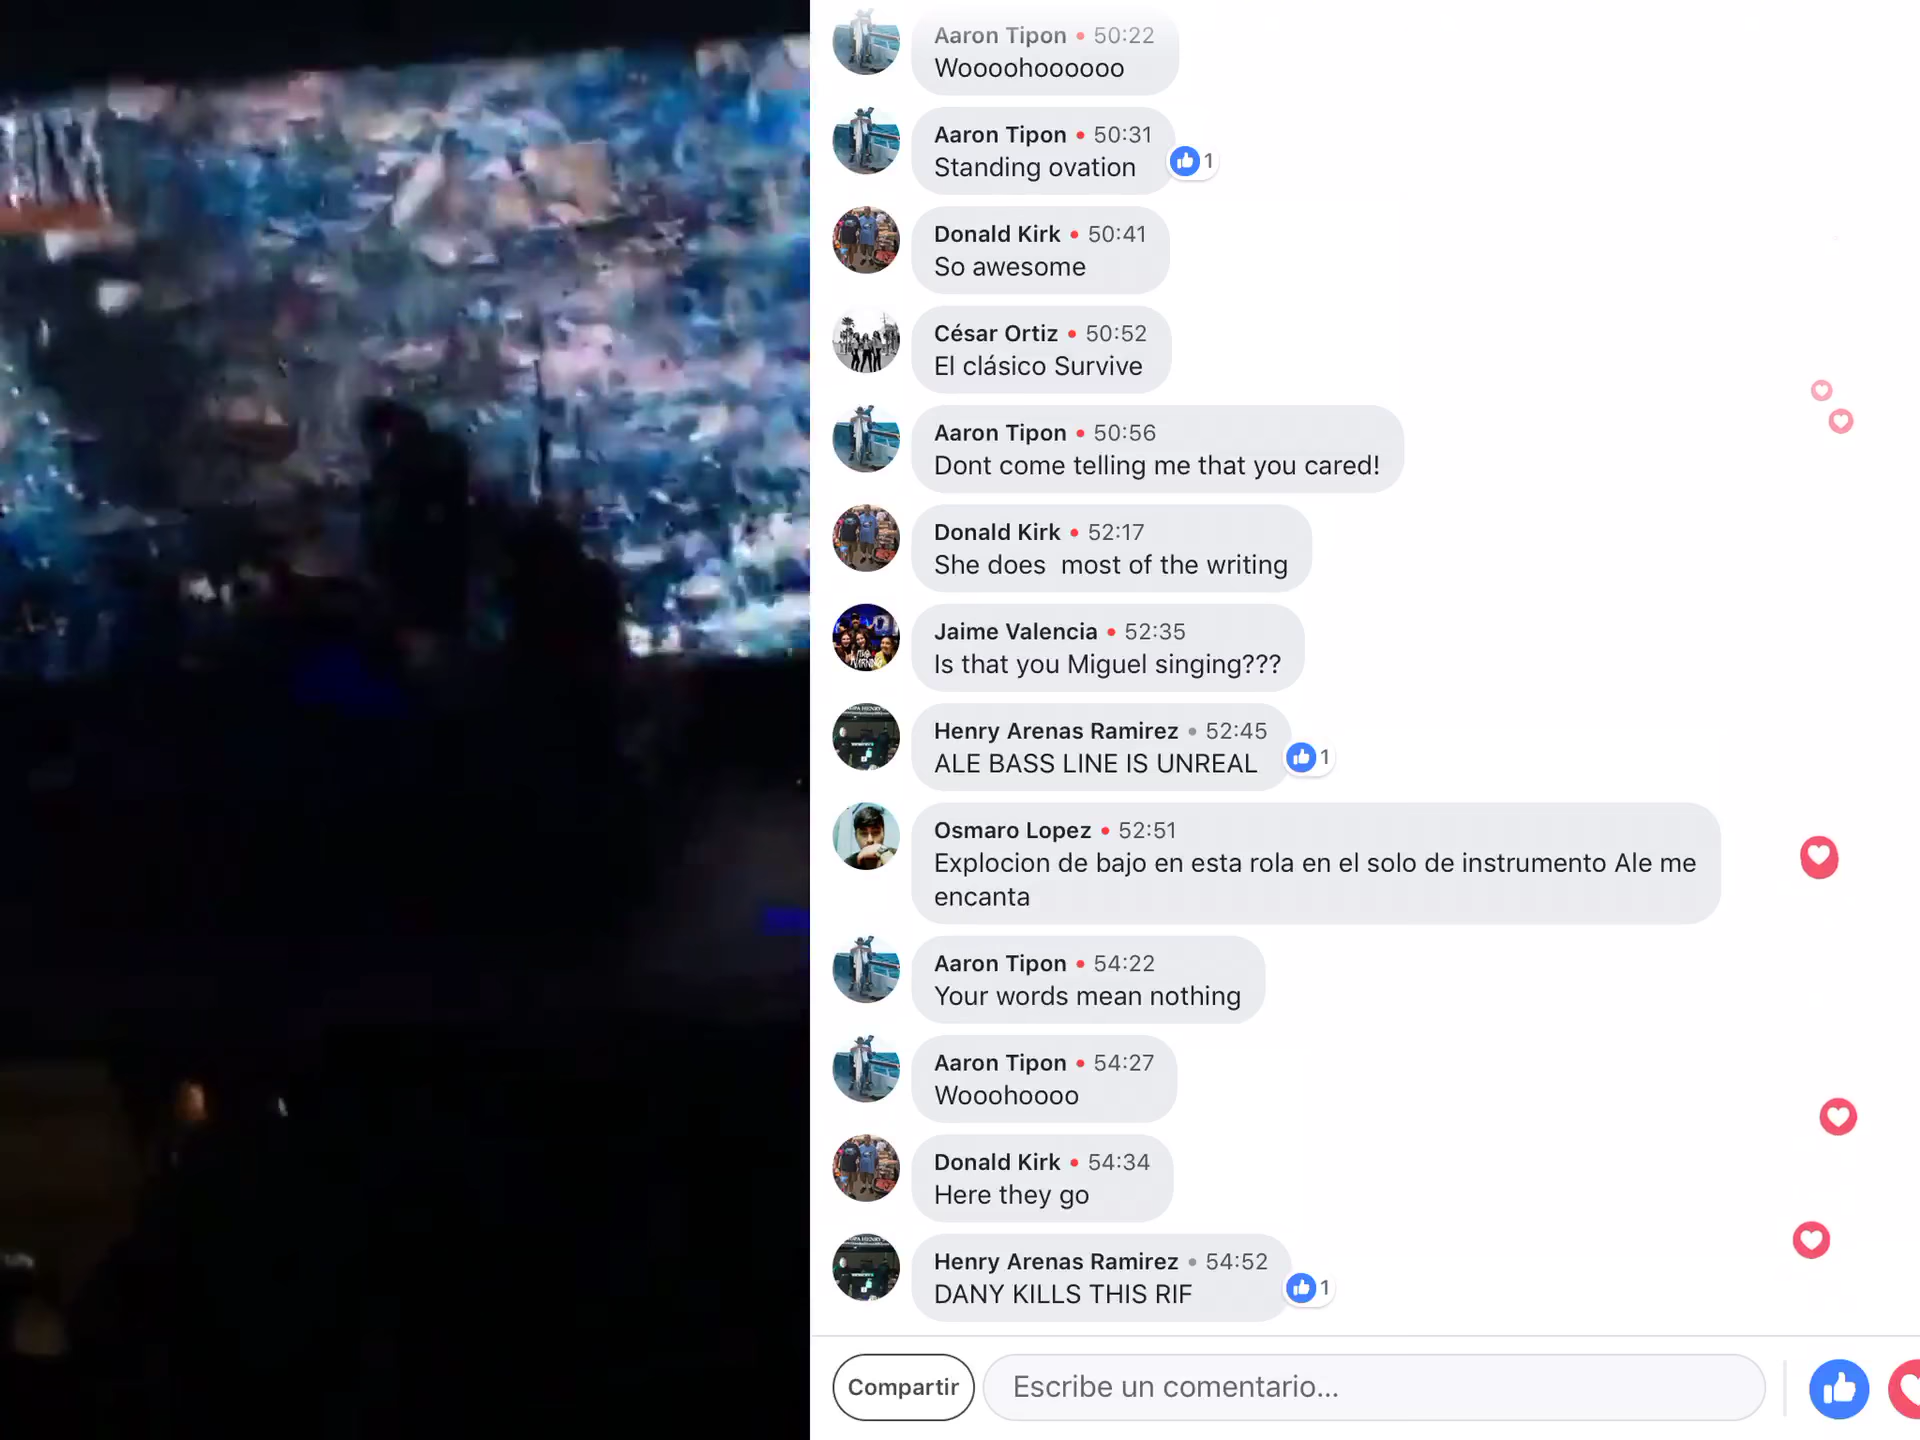 Aaron Tipon • 50:22
Woooohoooooo
Aaron Tipon • 50:31
Standing ovation
1
Donald Kirk • 50:41
So awesome
César Ortiz • 50:52
El clásico Survive
Aaron Tipon • 50:56
Dont come telling me that you cared!
Donald Kirk • 52:17
She does  most of the writing
Jaime Valencia • 52:35
Is that you Miguel singing???
Henry Arenas Ramirez • 52:45
ALE BASS LINE IS UNREAL
1
Osmaro Lopez • 52:51
Explocion de bajo en esta rola en el solo de instrumento Ale me
encanta
Aaron Tipon • 54:22
Your words mean nothing
Aaron Tipon • 54:27
Wooohoooo
Donald Kirk • 54:34
Here they go
Henry Arenas Ramirez • 54:52
DANY KILLS THIS RIF
1
Compartir
Escribe un comentario...